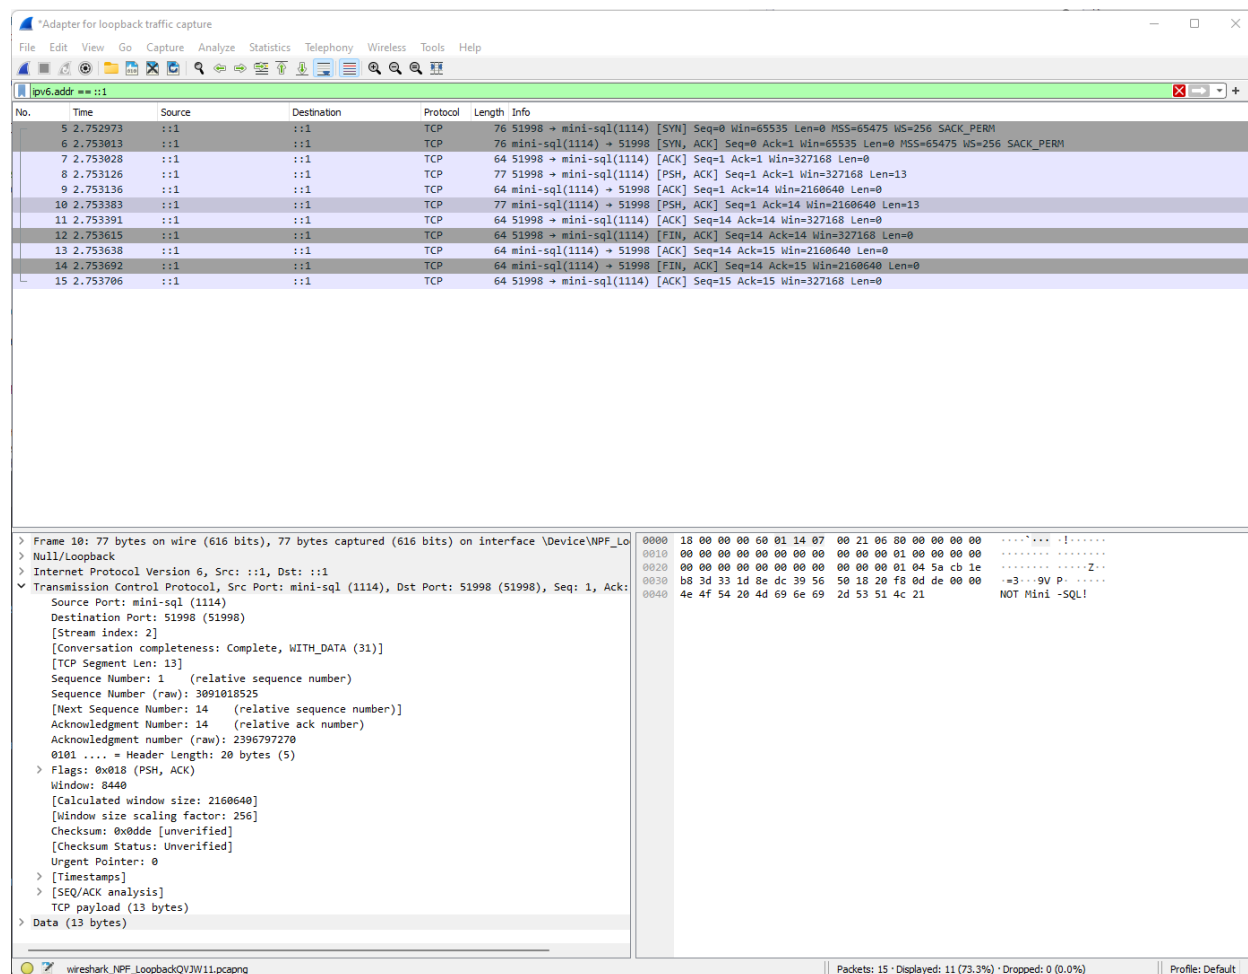 *Adapter for loopback traffic capture
File Edit View Go Capture Analyze Statistics Telephony Wireless Tools Help
ipv6.addr == ::1
No. Time Source Destination Protocol Length Info
5 2.752973 ::1 ::1 TCP 76 51998 → mini-sql(1114) [SYN] Seq=0 Win=65535 Len=0 MSS=65475 WS=256 SACK_PERM
6 2.753013 ::1 ::1 TCP 76 mini-sql(1114) → 51998 [SYN, ACK] Seq=0 Ack=1 Win=65535 Len=0 MSS=65475 WS=256 SACK_PERM
7 2.753028 ::1 ::1 TCP 64 51998 → mini-sql(1114) [ACK] Seq=1 Ack=1 Win=327168 Len=0
8 2.753126 ::1 ::1 TCP 77 51998 → mini-sql(1114) [PSH, ACK] Seq=1 Ack=1 Win=327168 Len=13
9 2.753136 ::1 ::1 TCP 64 mini-sql(1114) → 51998 [ACK] Seq=1 Ack=14 Win=2160640 Len=0
10 2.753383 ::1 ::1 TCP 77 mini-sql(1114) → 51998 [PSH, ACK] Seq=1 Ack=14 Win=2160640 Len=13
11 2.753391 ::1 ::1 TCP 64 51998 → mini-sql(1114) [ACK] Seq=14 Ack=14 Win=327168 Len=0
12 2.753615 ::1 ::1 TCP 64 51998 → mini-sql(1114) [FIN, ACK] Seq=14 Ack=14 Win=327168 Len=0
13 2.753638 ::1 ::1 TCP 64 mini-sql(1114) → 51998 [ACK] Seq=14 Ack=15 Win=2160640 Len=0
14 2.753692 ::1 ::1 TCP 64 mini-sql(1114) → 51998 [FIN, ACK] Seq=14 Ack=15 Win=2160640 Len=0
15 2.753706 ::1 ::1 TCP 64 51998 → mini-sql(1114) [ACK] Seq=15 Ack=15 Win=327168 Len=0
Frame 10: 77 bytes on wire (616 bits), 77 bytes captured (616 bits) on interface \Device\NPF_Lo
Null/Loopback
Internet Protocol Version 6, Src: ::1, Dst: ::1
Transmission Control Protocol, Src Port: mini-sql (1114), Dst Port: 51998 (51998), Seq: 1, Ack:
Source Port: mini-sql (1114)
Destination Port: 51998 (51998)
[Stream index: 2]
[Conversation completeness: Complete, WITH_DATA (31)]
[TCP Segment Len: 13]
Sequence Number: 1 (relative sequence number)
Sequence Number (raw): 3091018525
[Next Sequence Number: 14 (relative sequence number)]
Acknowledgment Number: 14 (relative ack number)
Acknowledgment number (raw): 2396797270
0101 .... = Header Length: 20 bytes (5)
Flags: 0x018 (PSH, ACK)
Window: 8440
[Calculated window size: 2160640]
[Window size scaling factor: 256]
Checksum: 0x0dde [unverified]
[Checksum Status: Unverified]
Urgent Pointer: 0
[Timestamps]
[SEQ/ACK analysis]
TCP payload (13 bytes)
Data (13 bytes)
0000 18 00 00 00 60 01 14 07 00 21 06 80 00 00 00 00 ····`··· ·!······
0010 00 00 00 00 00 00 00 00 00 00 00 01 00 00 00 00 ········ ········
0020 00 00 00 00 00 00 00 00 00 00 00 01 04 5a cb 1e ········ ·····Z··
0030 b8 3d 33 1d 8e dc 39 56 50 18 20 f8 0d de 00 00 ·=3···9V P· ·····
0040 4e 4f 54 20 4d 69 6e 69 2d 53 51 4c 21 NOT Mini -SQL!
wireshark_NPF_LoopbackQVJW11.pcapng
Packets: 15 · Displayed: 11 (73.3%) · Dropped: 0 (0.0%)
Profile: Default